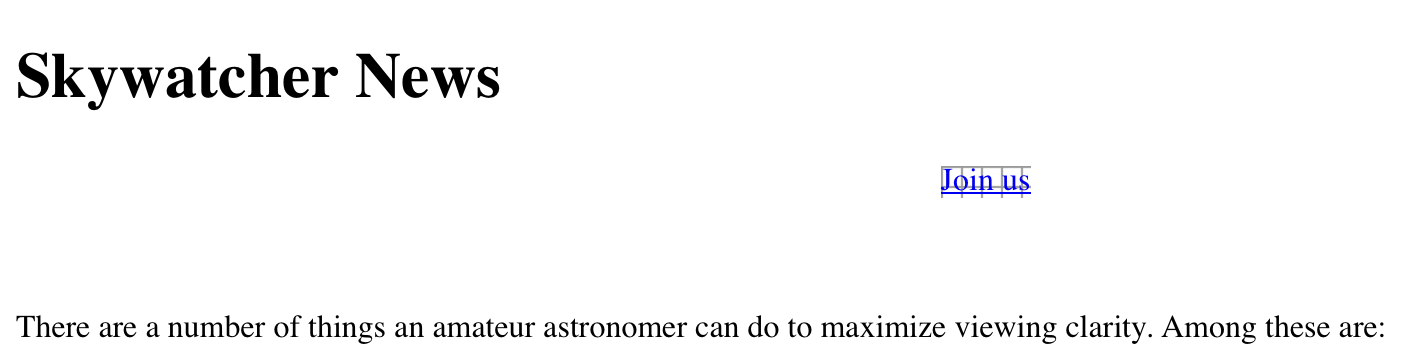 Skywatcher News
Join us
There are a number of things an amateur astronomer can do to maximize viewing clarity. Among these are: